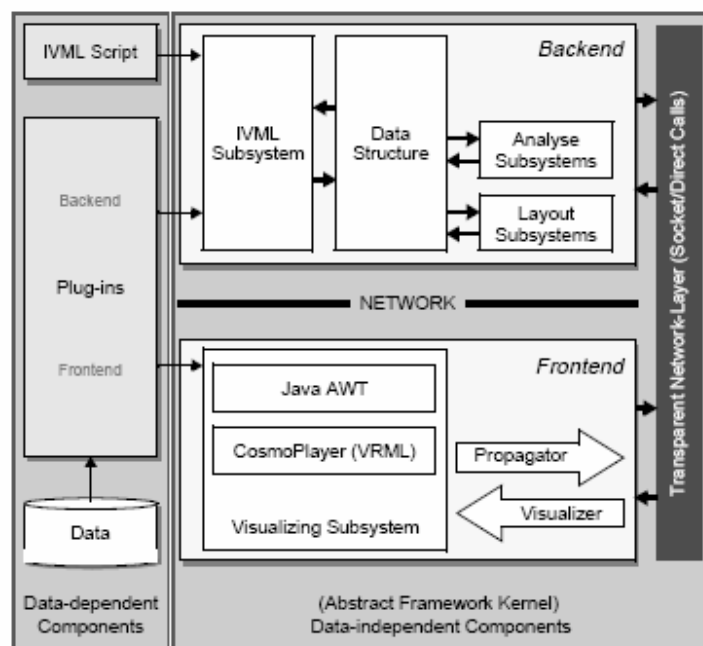 IVML Script
Backend
Plug-ins
Frontend
Data
Data-dependent
Components
Backend
IVML
Subsystem
Data
Structure
Analyse
Subsystems
Layout
Subsystems
NETWORK
Frontend
Java AWT
CosmoPlayer (VRML)
Visualizing Subsystem
Propagator
Visualizer
(Abstract Framework Kernel)
Data-independent Components
Transparent Network-Layer (Socket/Direct Calls)